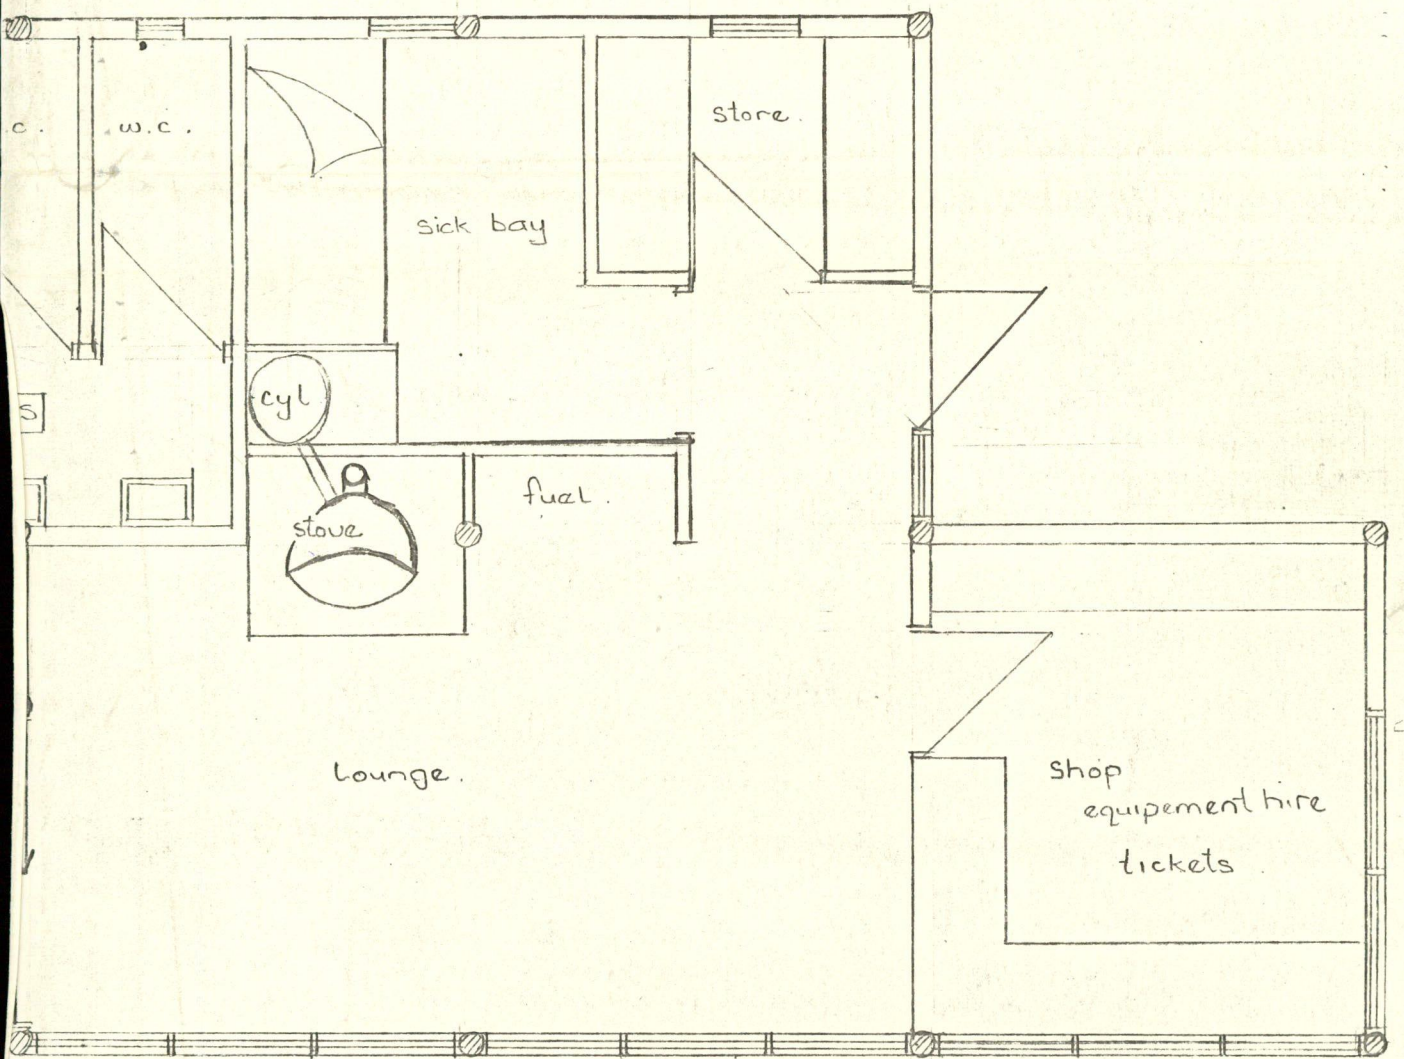 .c.
w.c.
store.
sick bay
cyl
S
fuel.
stove
Lounge.
Shop
equipement hire
tickets